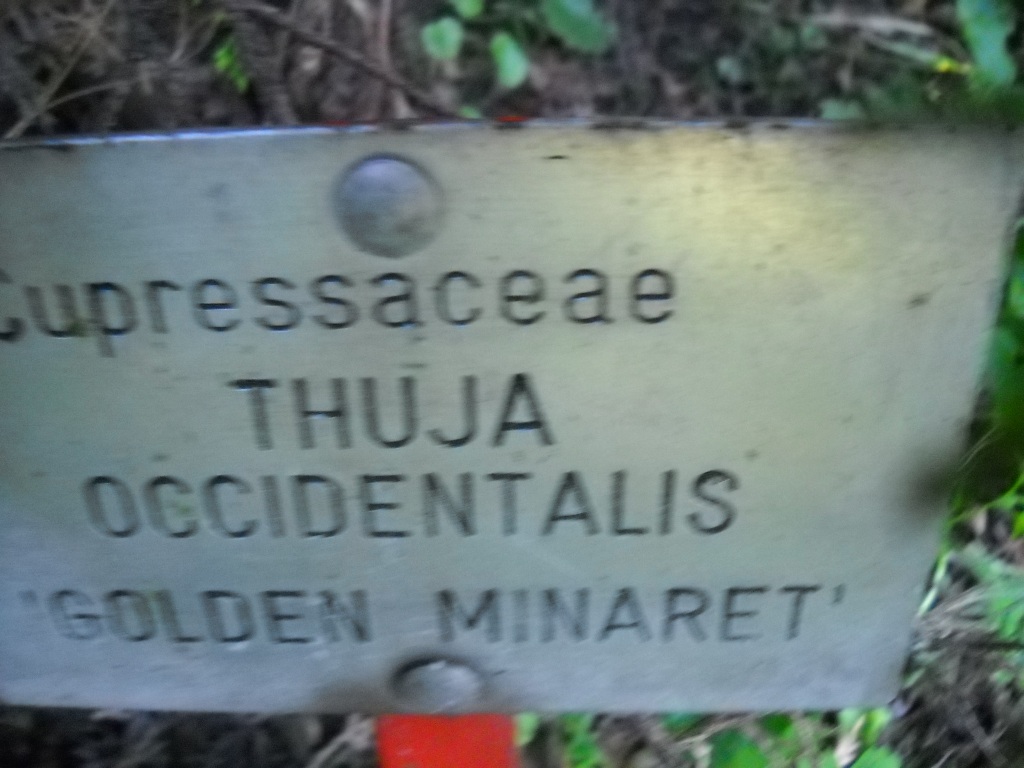 Cupressaceae
THUJA
OCCIDENTALIS
'GOLDEN MINARET'